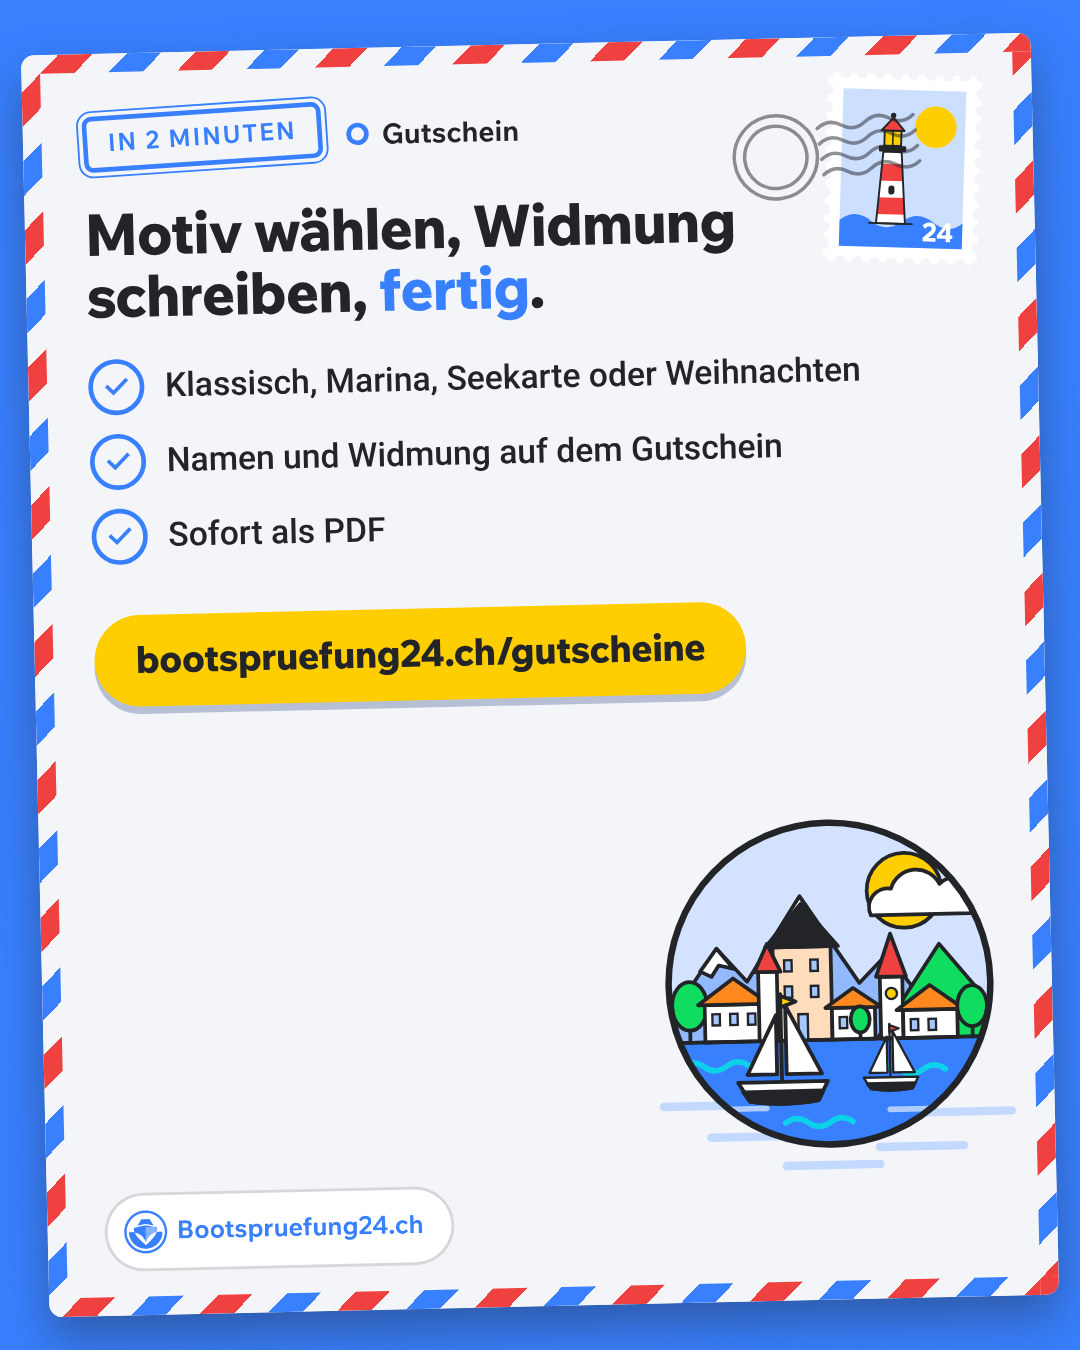 IN 2 MINUTEN
Gutschein
24
Motiv wählen, Widmung
schreiben, fertig.
Klassisch, Marina, Seekarte oder Weihnachten
Namen und Widmung auf dem Gutschein
Sofort als PDF
bootspruefung24.ch/gutscheine
Bootspruefung24.ch